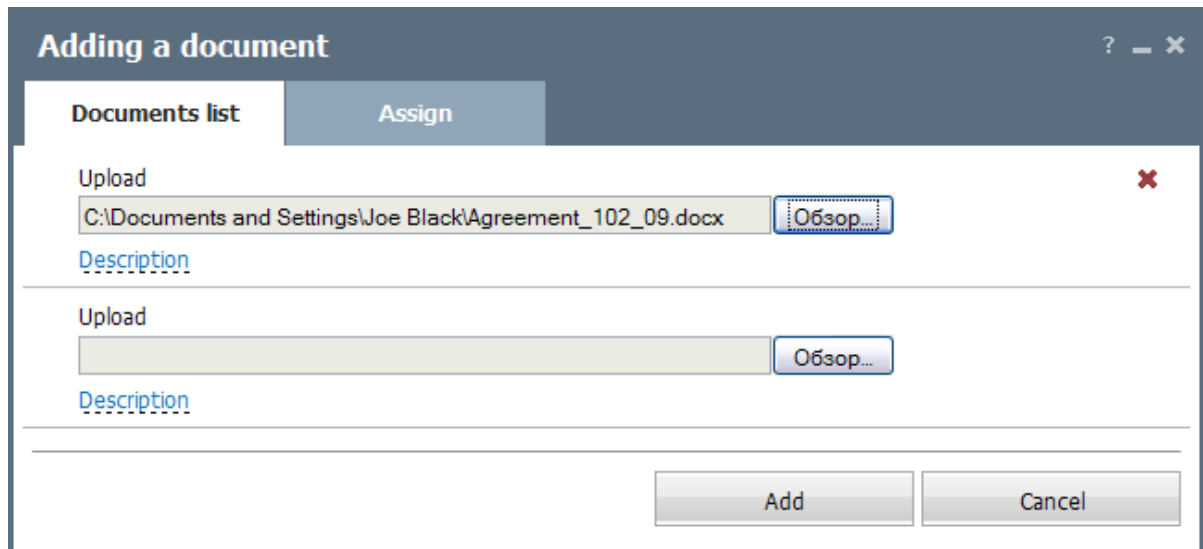 Adding a document
?
Documents list Assign
Upload
C:\Documents and Settings\Joe Black\Agreement_102_09.docx Обзор...
Description
Upload
Обзор...
Description
Add Cancel